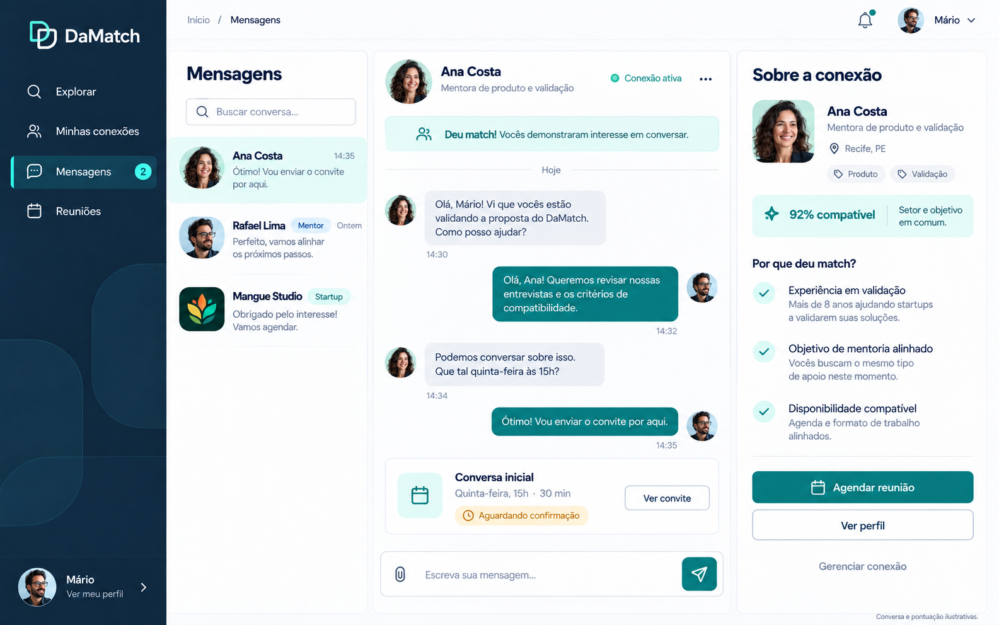 DaMatch
Explorar
Minhas conexões
Mensagens 2
Reuniões
Mário
Ver meu perfil
Início / Mensagens
Mário
Mensagens
Buscar conversa...
Ana Costa 14:35
Ótimo! Vou enviar o convite
por aqui.
Rafael Lima Mentor Ontem
Perfeito, vamos alinhar
os próximos passos.
Mangue Studio Startup
Obrigado pelo interesse!
Vamos agendar.
Ana Costa
Mentora de produto e validação
Conexão ativa
Deu match! Vocês demonstraram interesse em conversar.
Hoje
Olá, Mário! Vi que vocês estão
validando a proposta do DaMatch.
Como posso ajudar?
14:30
Olá, Ana! Queremos revisar nossas
entrevistas e os critérios de
compatibilidade.
14:32
Podemos conversar sobre isso.
Que tal quinta-feira às 15h?
14:34
Ótimo! Vou enviar o convite por aqui.
14:35
Conversa inicial
Quinta-feira, 15h · 30 min
Aguardando confirmação
Ver convite
Escreva sua mensagem...
Sobre a conexão
Ana Costa
Mentora de produto e validação
Recife, PE
Produto Validação
92% compatível
Setor e objetivo
em comum.
Por que deu match?
Experiência em validação
Mais de 8 anos ajudando startups
a validarem suas soluções.
Objetivo de mentoria alinhado
Vocês buscam o mesmo tipo
de apoio neste momento.
Disponibilidade compatível
Agenda e formato de trabalho
alinhados.
Agendar reunião
Ver perfil
Gerenciar conexão
Conversa e pontuação ilustrativas.